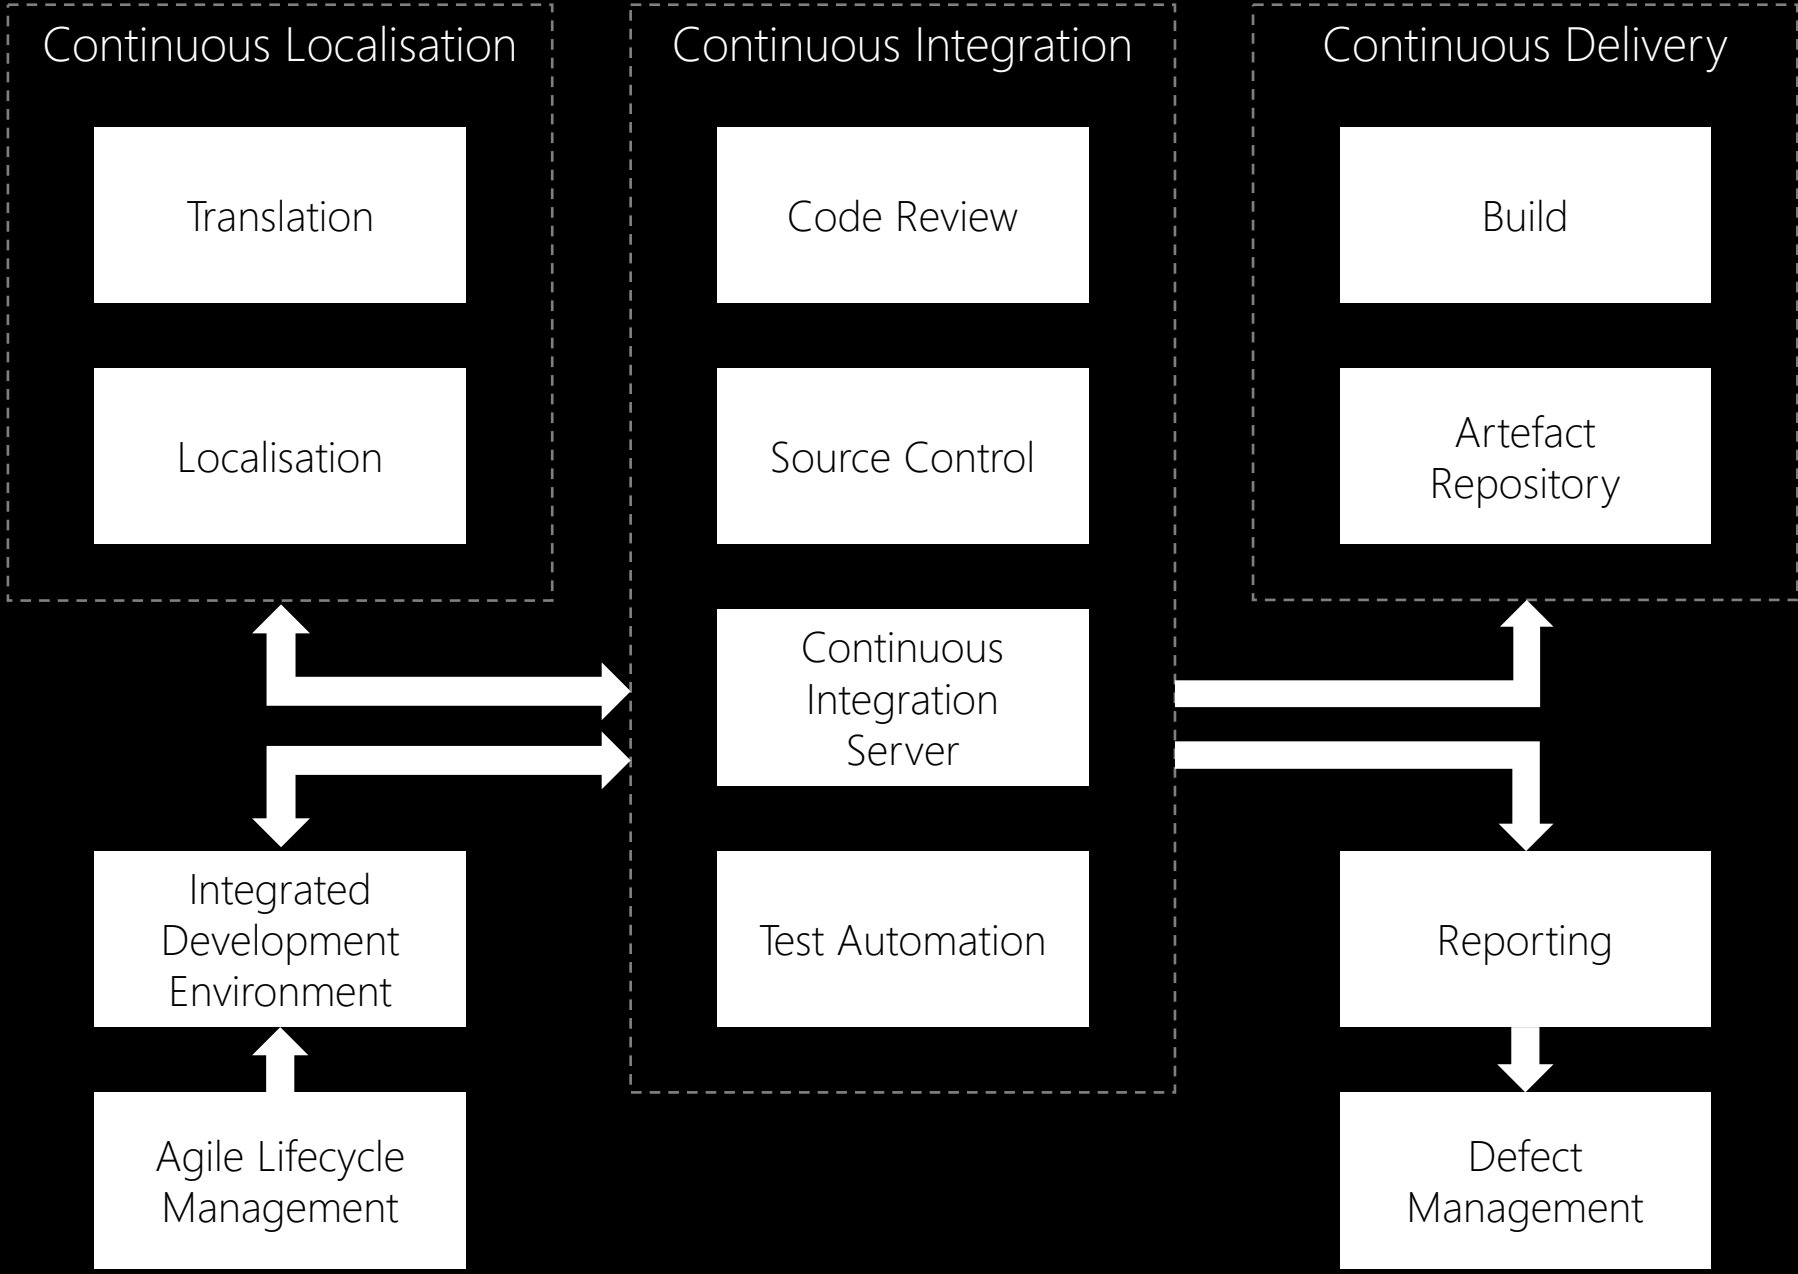 Continuous Localisation
Translation
Localisation
Continuous Integration
Code Review
Source Control
Continuous
Integration
Server
Test Automation
Continuous Delivery
Build
Artefact
Repository
Integrated
Development
Environment
Agile Lifecycle
Management
Reporting
Defect
Management